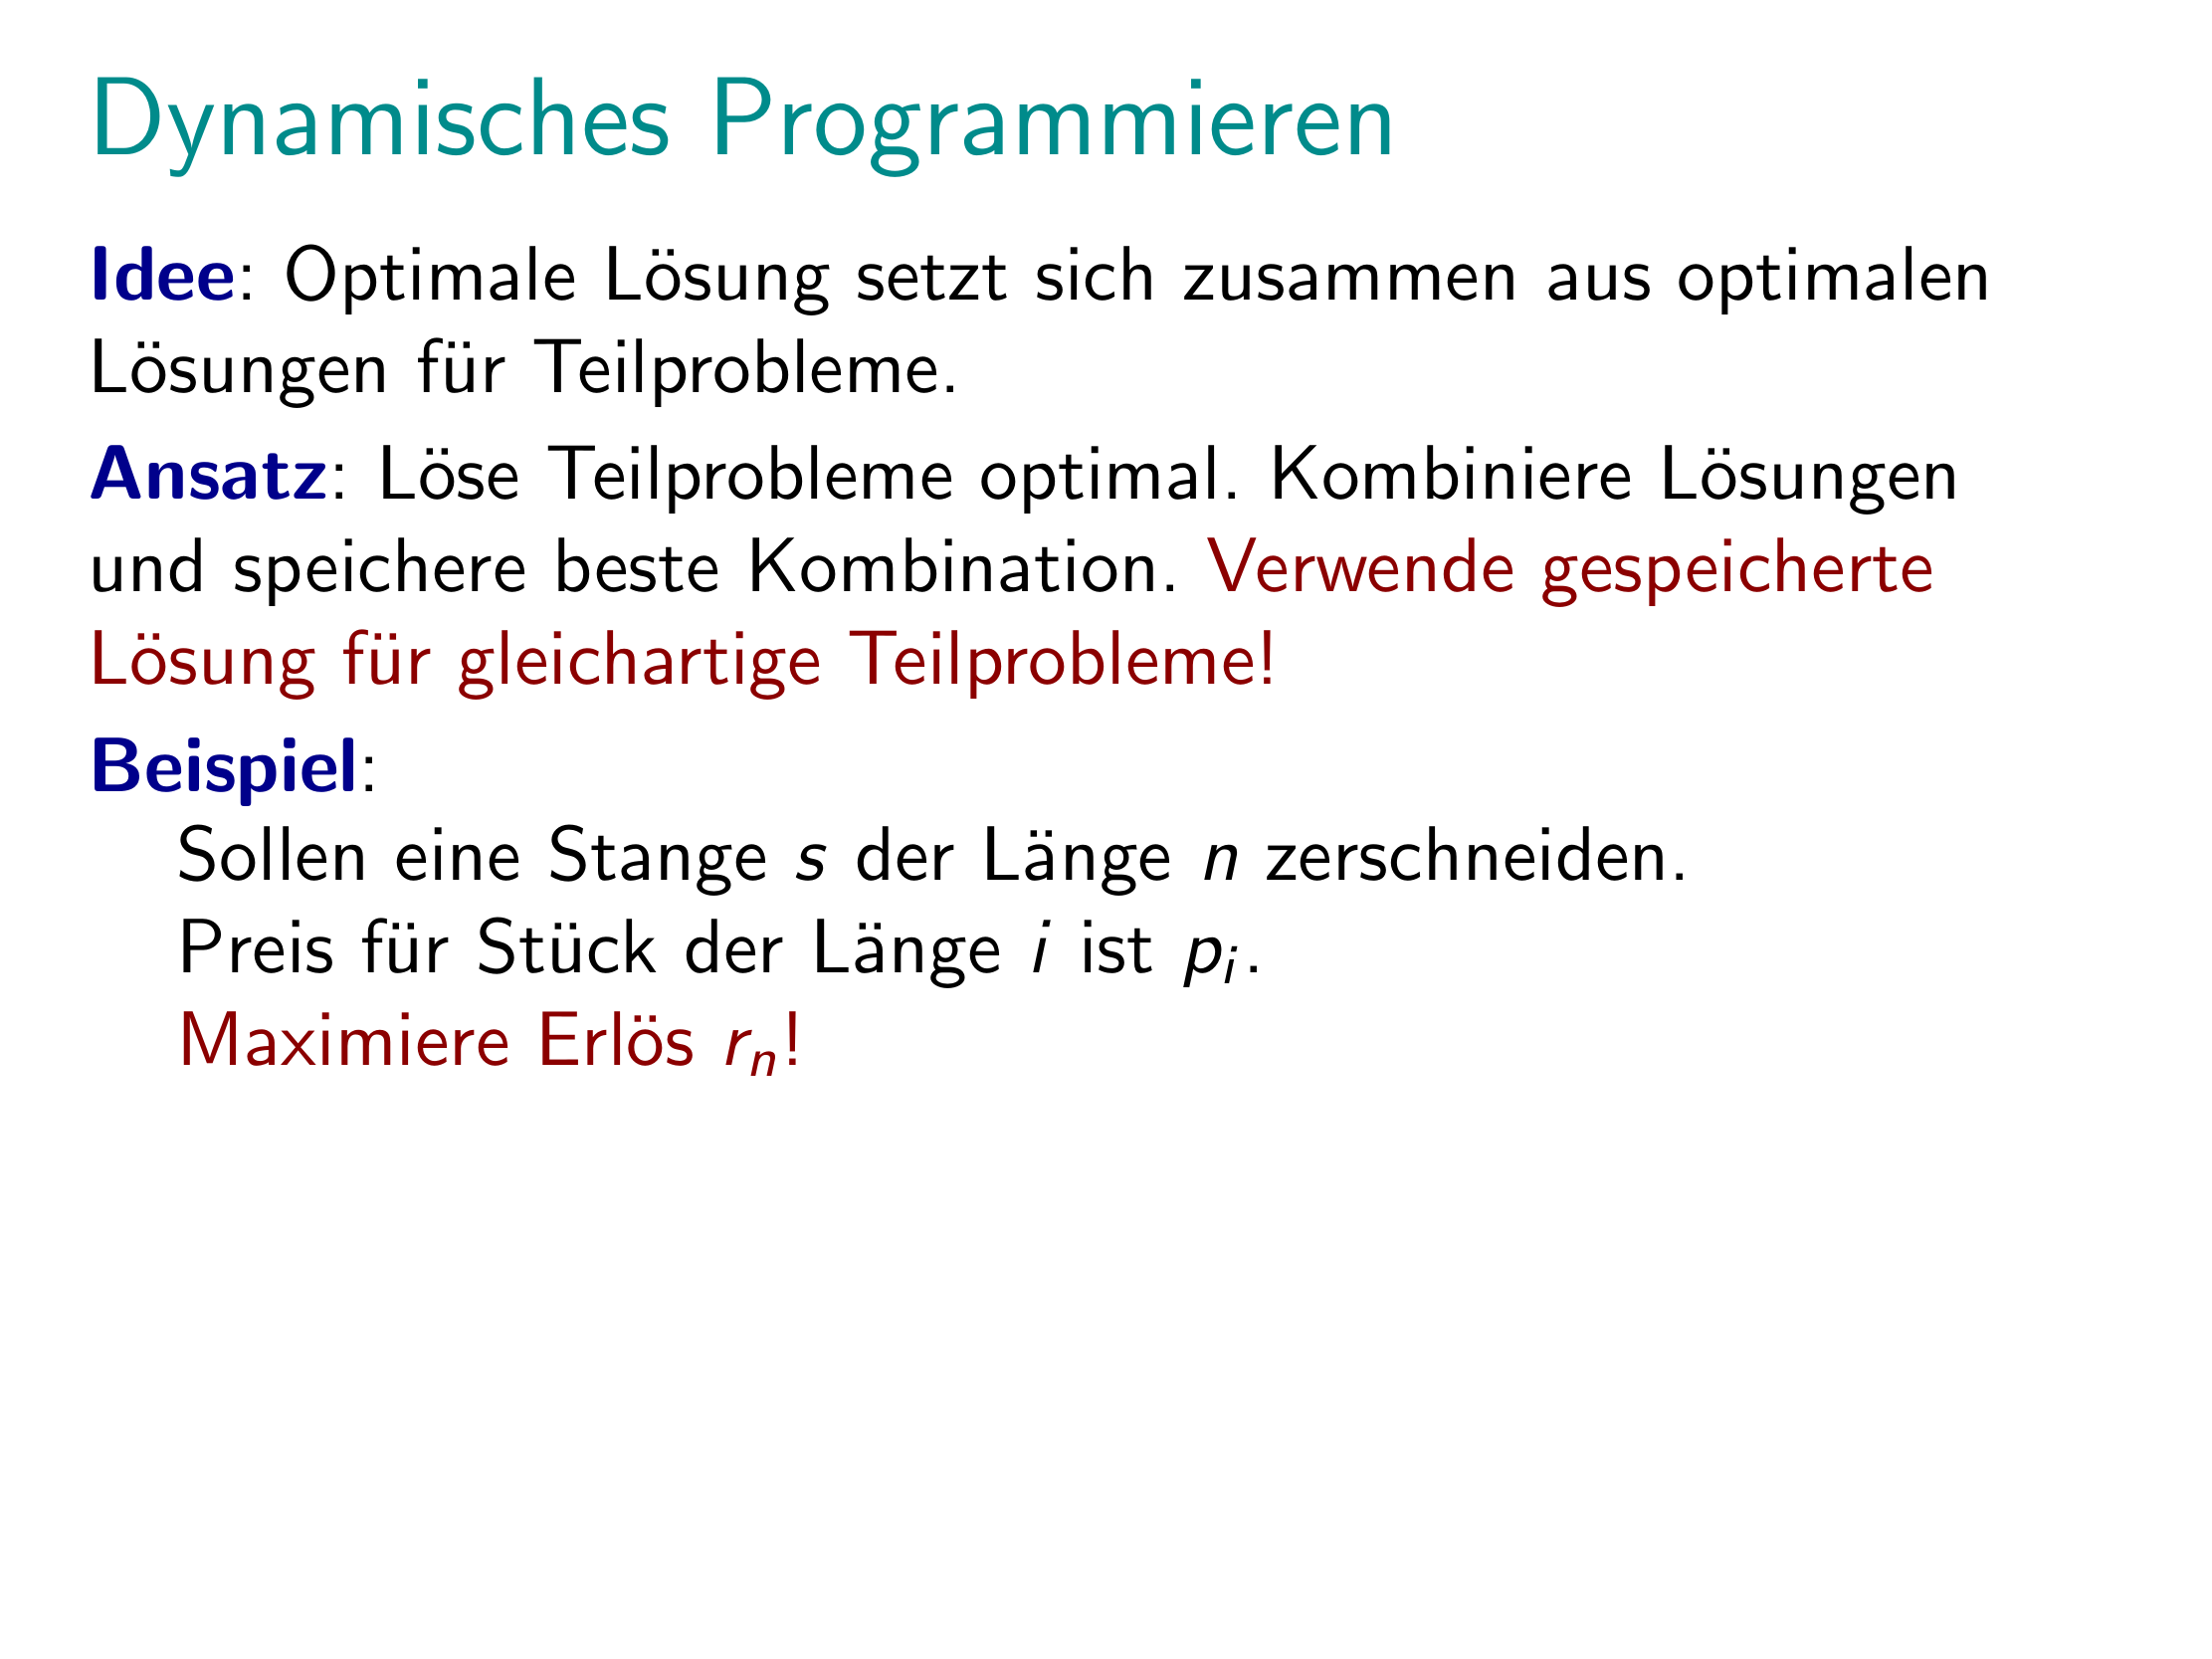 Dynamisches Programmieren
Idee: Optimale Lösung setzt sich zusammen aus optimalen
Lösungen für Teilprobleme.
Ansatz: Löse Teilprobleme optimal. Kombiniere Lösungen
und speichere beste Kombination. Verwende gespeicherte
Lösung für gleichartige Teilprobleme!
Beispiel:
Sollen eine Stange s der Länge n zerschneiden.
Preis für Stück der Länge i ist p_i.
Maximiere Erlös r_n!